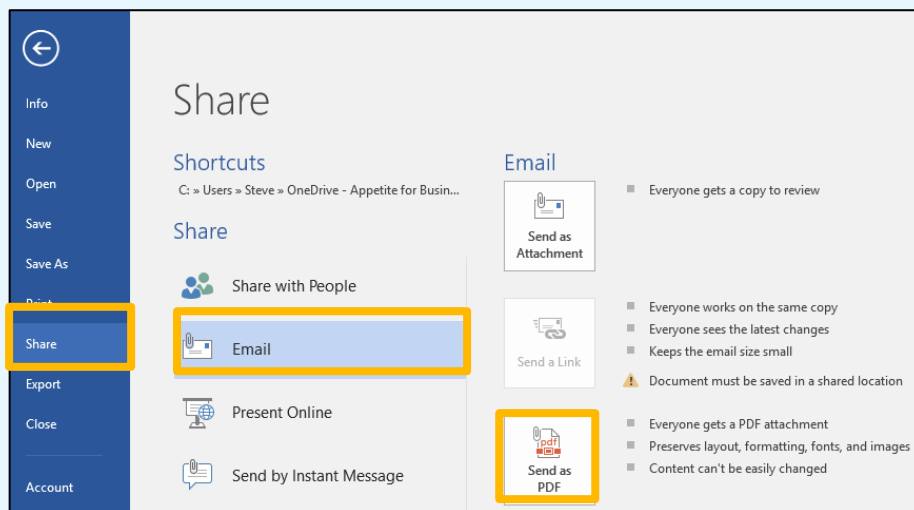 Info
New
Open
Save
Save As
Print
Share
Export
Close
Account
Share
Shortcuts
C: » Users » Steve » OneDrive - Appetite for Busin...
Share
Share with People
Email
Present Online
Send by Instant Message
Email
Send as
Attachment
Everyone gets a copy to review
Send a Link
Everyone works on the same copy
Everyone sees the latest changes
Keeps the email size small
Document must be saved in a shared location
pdf
Send as
PDF
Everyone gets a PDF attachment
Preserves layout, formatting, fonts, and images
Content can't be easily changed